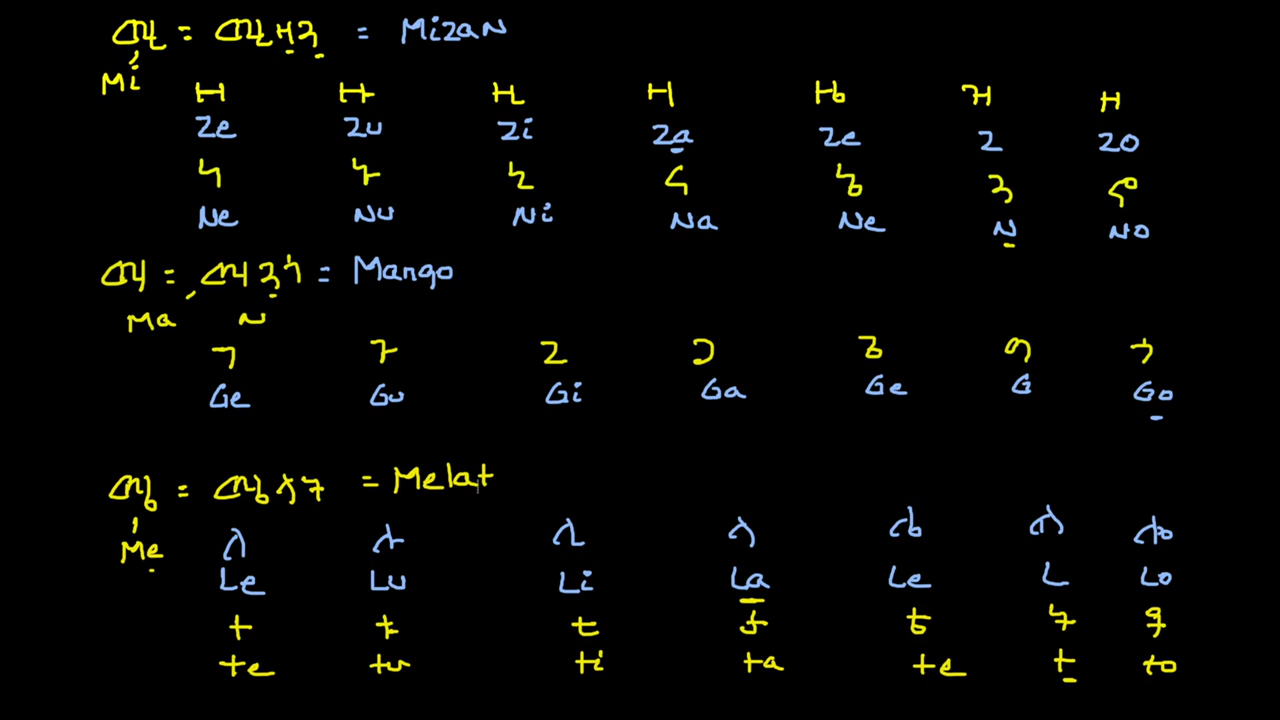 ሚ = ሚዛን = MizaN
Mi
ዘ ዙ ዚ ዛ ዜ ዝ ዞ
Ze Zu Zi Za Ze Z Zo
ነ ኑ ኒ ና ኔ ን ኖ
Ne Nu Ni Na Ne N No
ማ = ማንጎ = Mango
Ma N
ገ ጉ ጊ ጋ ጌ ግ ጎ
Ge Gu Gi Ga Ge G Go
ሜ = ሜላት = Melat
Me
ለ ሉ ሊ ላ ሌ ል ሎ
Le Lu Li La Le L Lo
ተ ቱ ቲ ታ ቴ ት ቶ
te tu ti ta te t to